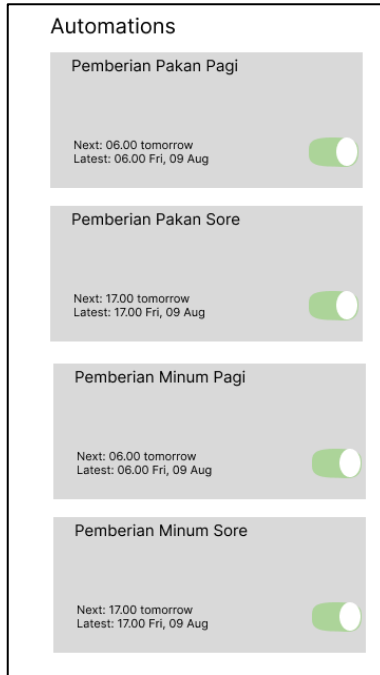 Automations
Pemberian Pakan Pagi
Next: 06.00 tomorrow
Latest: 06.00 Fri, 09 Aug
Pemberian Pakan Sore
Next: 17.00 tomorrow
Latest: 17.00 Fri, 09 Aug
Pemberian Minum Pagi
Next: 06.00 tomorrow
Latest: 06.00 Fri, 09 Aug
Pemberian Minum Sore
Next: 17.00 tomorrow
Latest: 17.00 Fri, 09 Aug